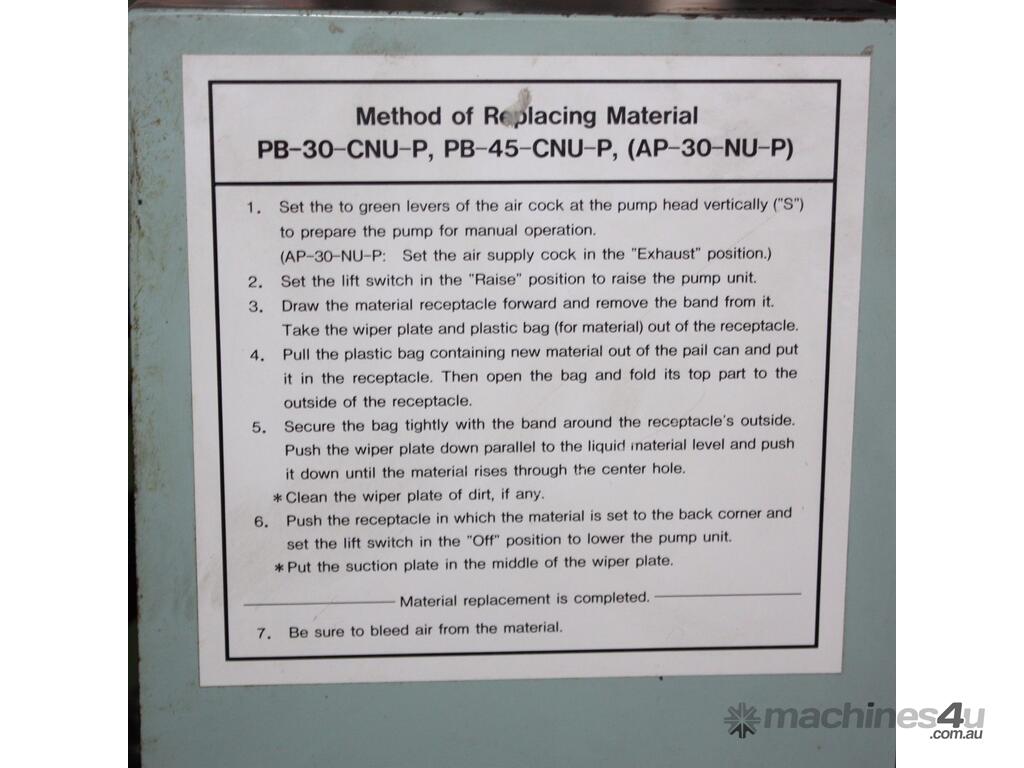 Method of Replacing Material
PB-30-CNU-P, PB-45-CNU-P, (AP-30-NU-P)
1. Set the to green levers of the air cock at the pump head vertically ("S")
to prepare the pump for manual operation.
(AP-30-NU-P: Set the air supply cock in the "Exhaust" position.)
2. Set the lift switch in the "Raise" position to raise the pump unit.
3. Draw the material receptacle forward and remove the band from it.
Take the wiper plate and plastic bag (for material) out of the receptacle.
4. Pull the plastic bag containing new material out of the pail can and put
it in the receptacle. Then open the bag and fold its top part to the
outside of the receptacle.
5. Secure the bag tightly with the band around the receptacle's outside.
Push the wiper plate down parallel to the liquid material level and push
it down until the material rises through the center hole.
* Clean the wiper plate of dirt, if any.
6. Push the receptacle in which the material is set to the back corner and
set the lift switch in the "Off" position to lower the pump unit.
* Put the suction plate in the middle of the wiper plate.
Material replacement is completed.
7. Be sure to bleed air from the material.
machines4u
.com.au